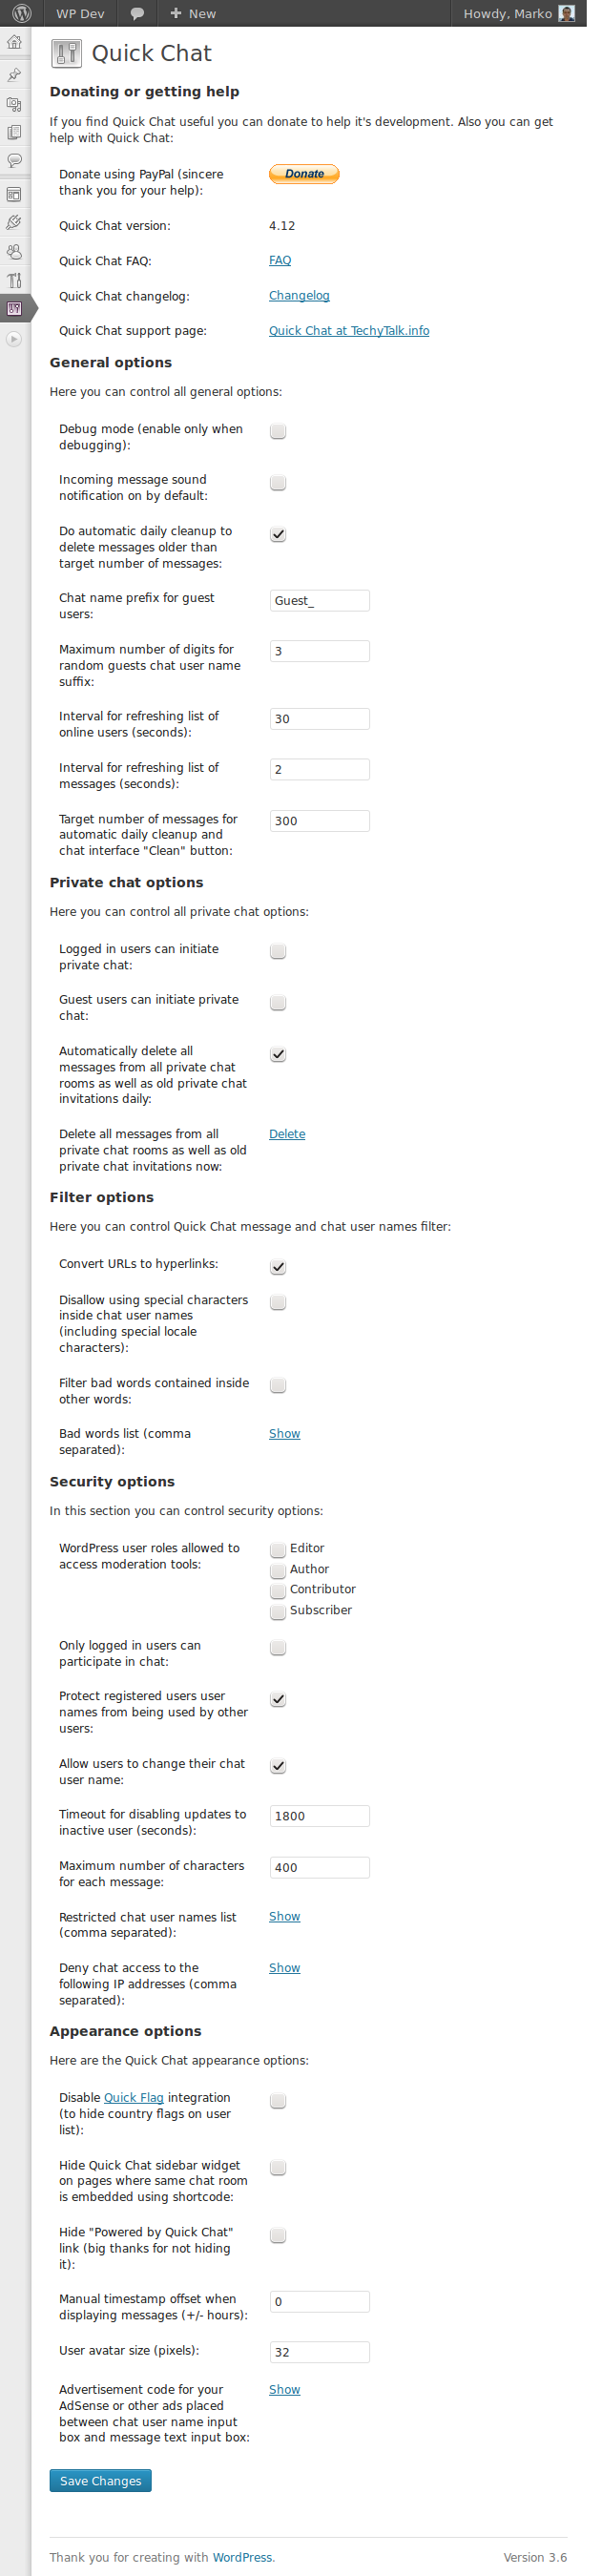 WP Dev
New
Howdy, Marko
Quick Chat
Donating or getting help
If you find Quick Chat useful you can donate to help it's development. Also you can get
help with Quick Chat:
Donate using PayPal (sincere
thank you for your help):
Donate
Quick Chat version:
4.12
Quick Chat FAQ:
FAQ
Quick Chat changelog:
Changelog
Quick Chat support page:
Quick Chat at TechyTalk.info
General options
Here you can control all general options:
Debug mode (enable only when
debugging):
Incoming message sound
notification on by default:
Do automatic daily cleanup to
delete messages older than
target number of messages:
Chat name prefix for guest
users:
Guest_
Maximum number of digits for
random guests chat user name
suffix:
3
Interval for refreshing list of
online users (seconds):
30
Interval for refreshing list of
messages (seconds):
2
Target number of messages for
automatic daily cleanup and
chat interface "Clean" button:
300
Private chat options
Here you can control all private chat options:
Logged in users can initiate
private chat:
Guest users can initiate private
chat:
Automatically delete all
messages from all private chat
rooms as well as old private chat
invitations daily:
Delete all messages from all
private chat rooms as well as old
private chat invitations now:
Delete
Filter options
Here you can control Quick Chat message and chat user names filter:
Convert URLs to hyperlinks:
Disallow using special characters
inside chat user names
(including special locale
characters):
Filter bad words contained inside
other words:
Bad words list (comma
separated):
Show
Security options
In this section you can control security options:
WordPress user roles allowed to
access moderation tools:
Editor
Author
Contributor
Subscriber
Only logged in users can
participate in chat:
Protect registered users user
names from being used by other
users:
Allow users to change their chat
user name:
Timeout for disabling updates to
inactive user (seconds):
1800
Maximum number of characters
for each message:
400
Restricted chat user names list
(comma separated):
Show
Deny chat access to the
following IP addresses (comma
separated):
Show
Appearance options
Here are the Quick Chat appearance options:
Disable Quick Flag integration
(to hide country flags on user
list):
Hide Quick Chat sidebar widget
on pages where same chat room
is embedded using shortcode:
Hide "Powered by Quick Chat"
link (big thanks for not hiding
it):
Manual timestamp offset when
displaying messages (+/- hours):
0
User avatar size (pixels):
32
Advertisement code for your
AdSense or other ads placed
between chat user name input
box and message text input box:
Show
Save Changes
Thank you for creating with WordPress.
Version 3.6